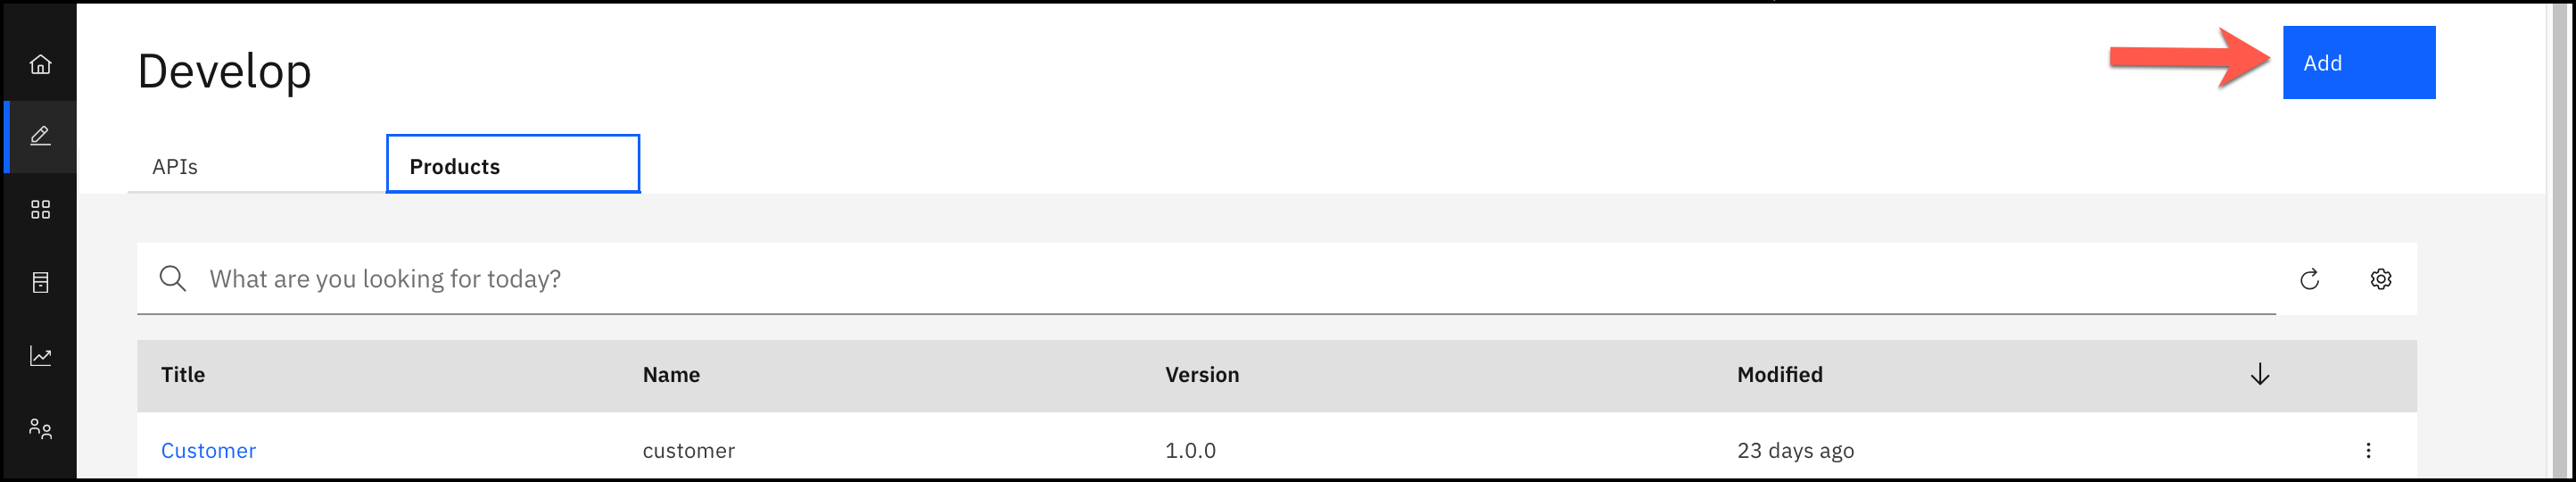 Develop
Add
APIs
Products
What are you looking for today?
Title Name Version Modified
Customer customer 1.0.0 23 days ago